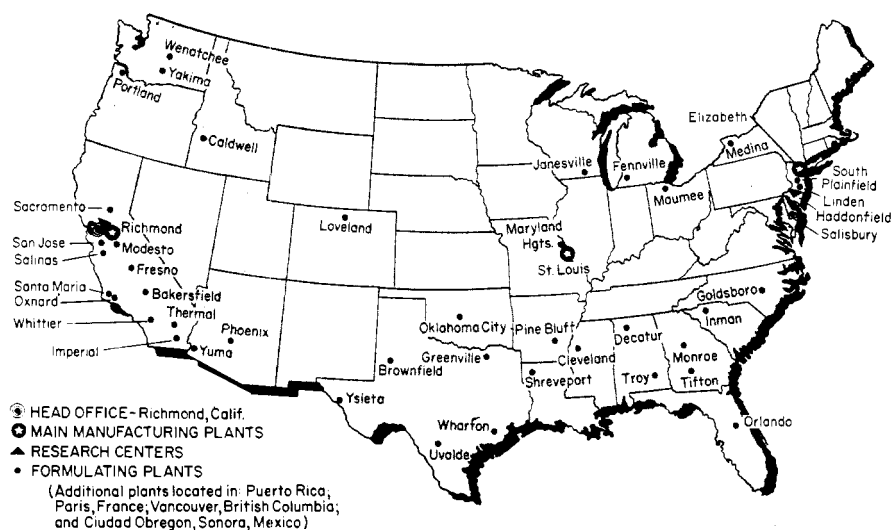 Wenatchee
Yakima
Portland
Caldwell
Elizabeth
Medina
Janesville
Fennville
Maumee
South
Plainfield
Linden
Haddonfield
Salisbury
Sacramento
Richmond
San Jose
Modesto
Salinas
Fresno
Loveland
Maryland
Hgts.
St. Louis
Santa Maria
Oxnard
Bakersfield
Thermal
Whittier
Imperial
Yuma
Phoenix
Oklahoma City
Pine Bluff
Goldsboro
Inman
Decatur
Brownfield
Greenville
Cleveland
Monroe
Shreveport
Troy
Tifton
Ysieta
Wharfon
Uvalde
Orlando
HEAD OFFICE-Richmond, Calif.
MAIN MANUFACTURING PLANTS
RESEARCH CENTERS
FORMULATING PLANTS
(Additional plants located in: Puerto Rica;
Paris, France; Vancouver, British Columbia;
and Ciudad Obregon, Sonora, Mexico)